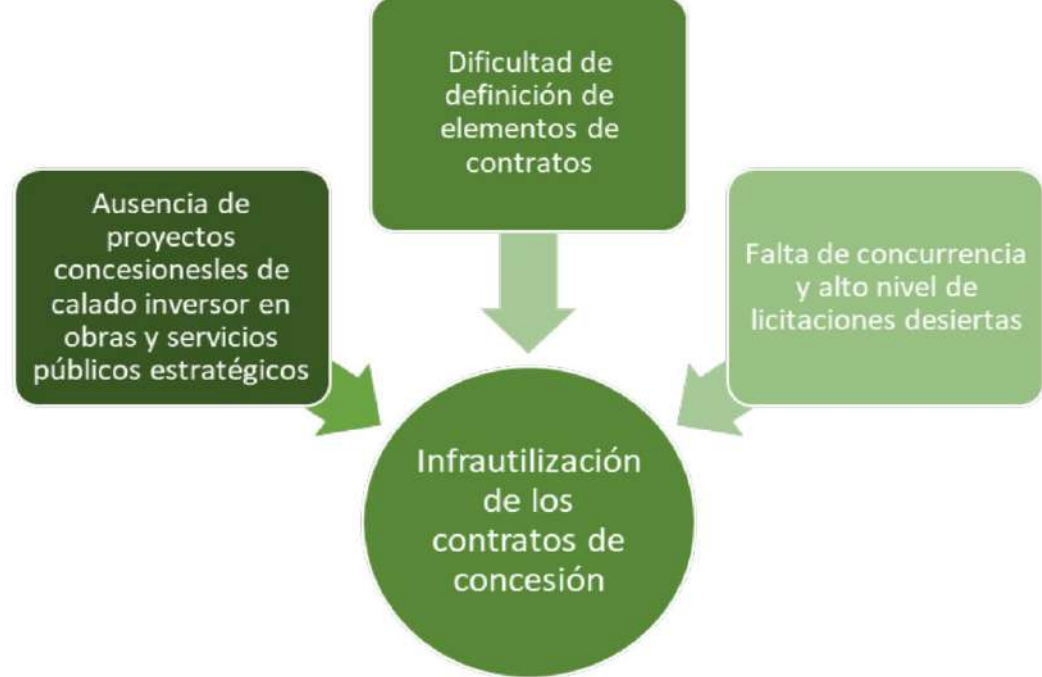 Dificultad de
definición de
elementos de
contratos
Ausencia de
proyectos
concesionesles de
calado inversor en
obras y servicios
públicos estratégicos
Falta de concurrencia
y alto nivel de
licitaciones desiertas
Infrautilización
de los
contratos de
concesión